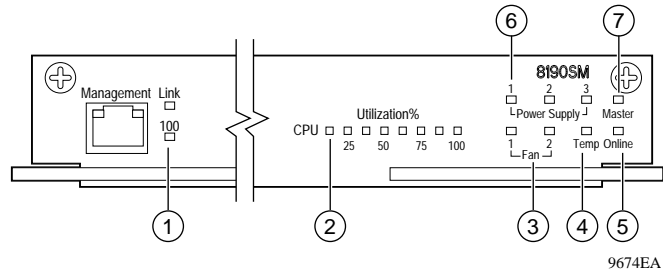 6 7
8190SM
Management Link
1 2 3
Utilization%
Power Supply Master
100
CPU
25 50 75 100
1 2 Temp Online
Fan
1 2 3 4 5
9674EA